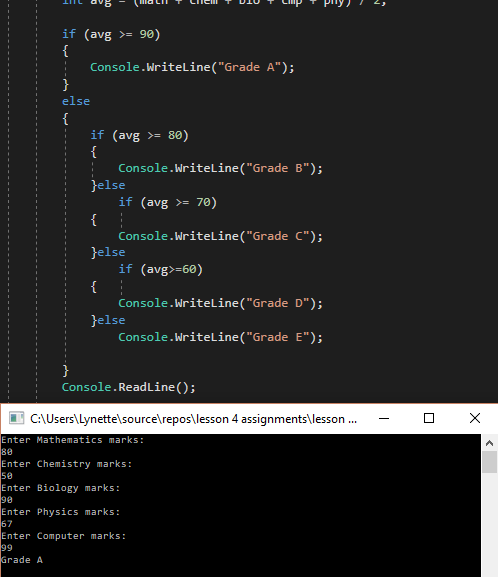 int avg = (math + chem + bio + cmp + phy) / 2;
if (avg >= 90)
{
Console.WriteLine("Grade A");
}
else
{
if (avg >= 80)
{
Console.WriteLine("Grade B");
}else
if (avg >= 70)
{
Console.WriteLine("Grade C");
}else
if (avg>=60)
{
Console.WriteLine("Grade D");
}else
Console.WriteLine("Grade E");
}
Console.ReadLine();
C:\Users\Lynette\source\repos\lesson 4 assignments\lesson ...
Enter Mathematics marks:
80
Enter Chemistry marks:
50
Enter Biology marks:
90
Enter Physics marks:
67
Enter Computer marks:
99
Grade A